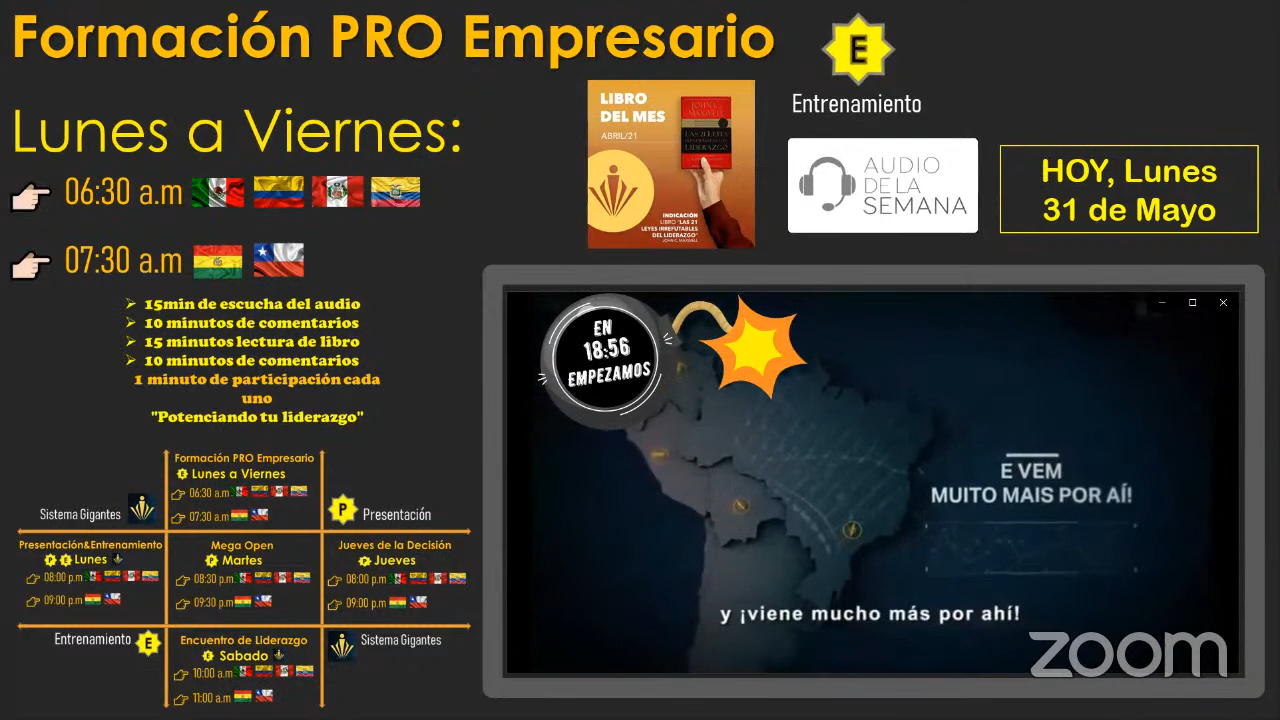 Formación PRO Empresario
E
Entrenamiento
Lunes a Viernes:
06:30 a.m
07:30 a.m
LIBRO
DEL MES
ABRIL/21
JOHN C.
MAXWELL
LAS 21 LEYES
LIDERAZGO
INDICACIÓN
LIBRO "LAS 21
LEYES IRREFUTABLES
DEL LIDERAZGO"
JOHN C. MAXWELL
AUDIO
DE LA
SEMANA
HOY, Lunes
31 de Mayo
➢ 15min de escucha del audio
➢ 10 minutos de comentarios
➢ 15 minutos lectura de libro
➢ 10 minutos de comentarios
1 minuto de participación cada
uno
"Potenciando tu liderazgo"
EN
18:56
EMPEZAMOS
E VEM
MUITO MAIS POR AÍ!
y ¡viene mucho más por ahí!
zoom
Formación PRO Empresario
E Lunes a Viernes
06:30 a.m
07:30 a.m
Sistema Gigantes
P Presentación
Presentación&Entrenamiento
P E Lunes
08:00 p.m
09:00 p.m
Mega Open
P Martes
08:30 p.m
09:30 p.m
Jueves de la Decisión
P Jueves
08:00 p.m
09:00 p.m
Entrenamiento E
Encuentro de Liderazgo
E Sabado
10:00 a.m
11:00 a.m
Sistema Gigantes